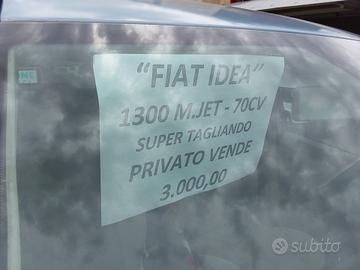 "FIAT IDEA"
1300 M.JET - 70CV
SUPER TAGLIANDO
PRIVATO VENDE
3.000,00
subito